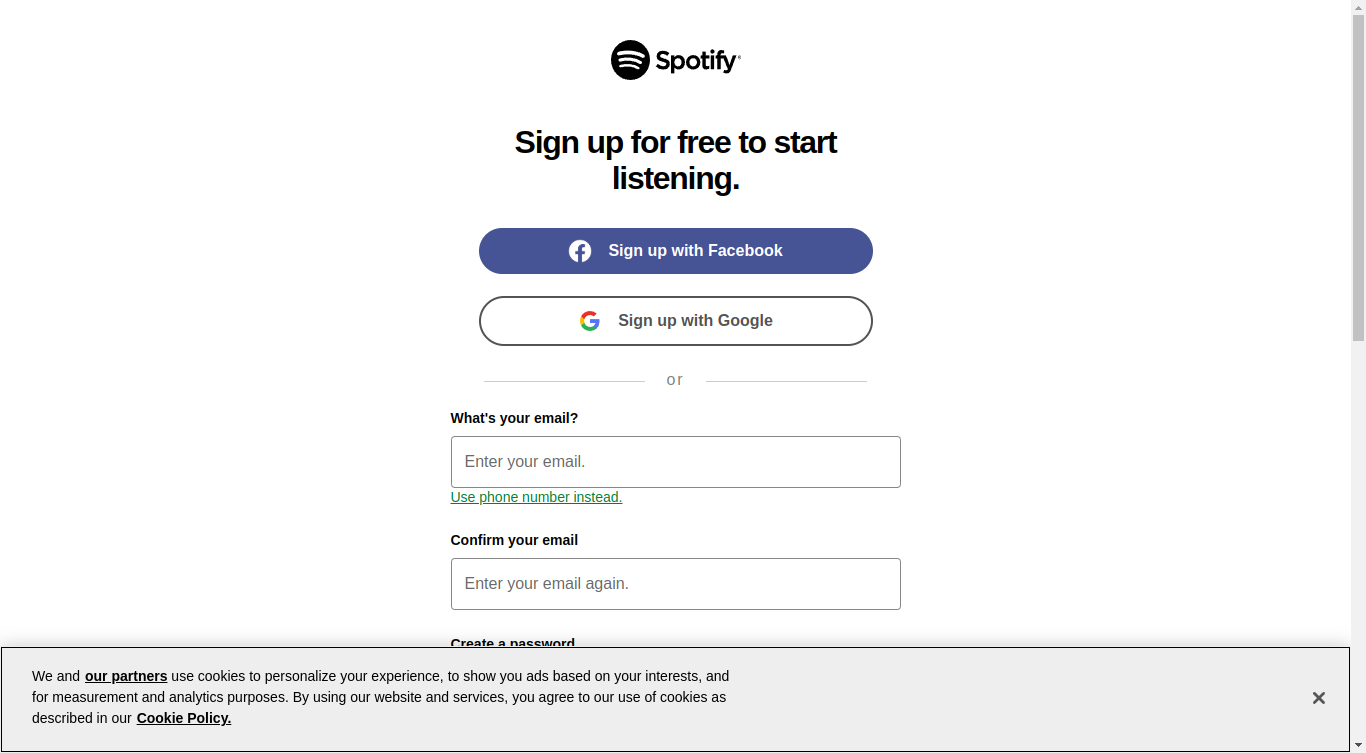 Spotify®
Sign up for free to start
listening.
Sign up with Facebook
Sign up with Google
or
What's your email?
Enter your email.
Use phone number instead.
Confirm your email
Enter your email again.
Create a password
We and our partners use cookies to personalize your experience, to show you ads based on your interests, and
for measurement and analytics purposes. By using our website and services, you agree to our use of cookies as
described in our Cookie Policy.